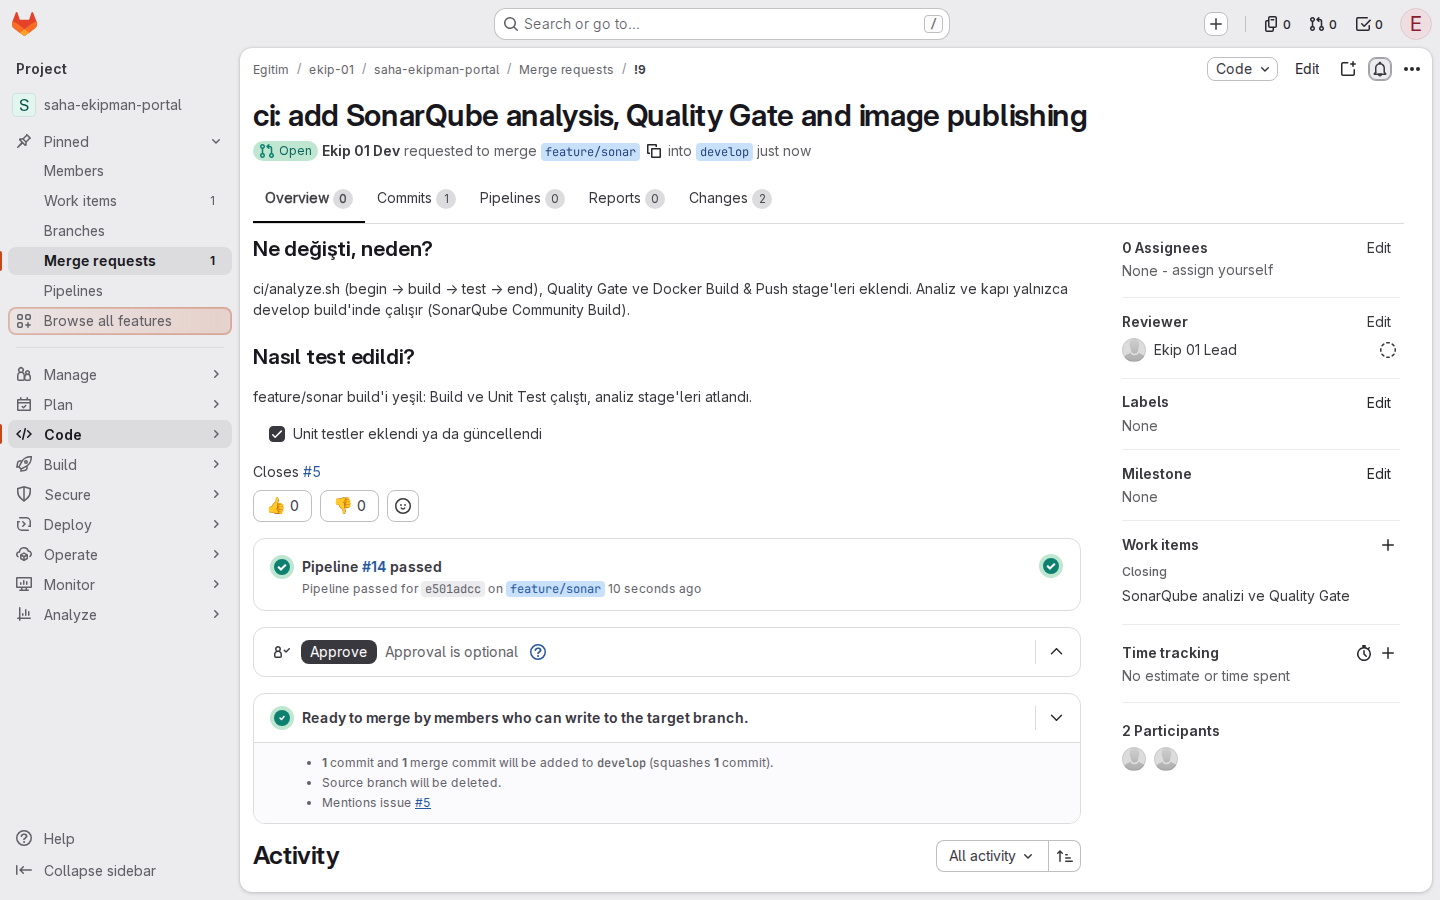 Search or go to...
/
0
0
0
E
Project
S
saha-ekipman-portal
Pinned
Members
Work items
1
Branches
Merge requests
1
Pipelines
Browse all features
Manage
Plan
Code
Build
Secure
Deploy
Operate
Monitor
Analyze
Help
Collapse sidebar
Egitim / ekip-01 / saha-ekipman-portal / Merge requests / !9
Code
Edit
ci: add SonarQube analysis, Quality Gate and image publishing
Open Ekip 01 Dev requested to merge feature/sonar into develop just now
Overview 0
Commits 1
Pipelines 0
Reports 0
Changes 2
Ne değişti, neden?
ci/analyze.sh (begin → build → test → end), Quality Gate ve Docker Build & Push stage'leri eklendi. Analiz ve kapı yalnızca
develop build'inde çalışır (SonarQube Community Build).
Nasıl test edildi?
feature/sonar build'i yeşil: Build ve Unit Test çalıştı, analiz stage'leri atlandı.
Unit testler eklendi ya da güncellendi
Closes #5
👍 0
👎 0
Pipeline #14 passed
Pipeline passed for e501adcc on feature/sonar 10 seconds ago
Approve Approval is optional
Ready to merge by members who can write to the target branch.
1 commit and 1 merge commit will be added to develop (squashes 1 commit).
Source branch will be deleted.
Mentions issue #5
Activity
All activity
0 Assignees
Edit
None - assign yourself
Reviewer
Edit
Ekip 01 Lead
Labels
Edit
None
Milestone
Edit
None
Work items
Closing
SonarQube analizi ve Quality Gate
Time tracking
No estimate or time spent
2 Participants